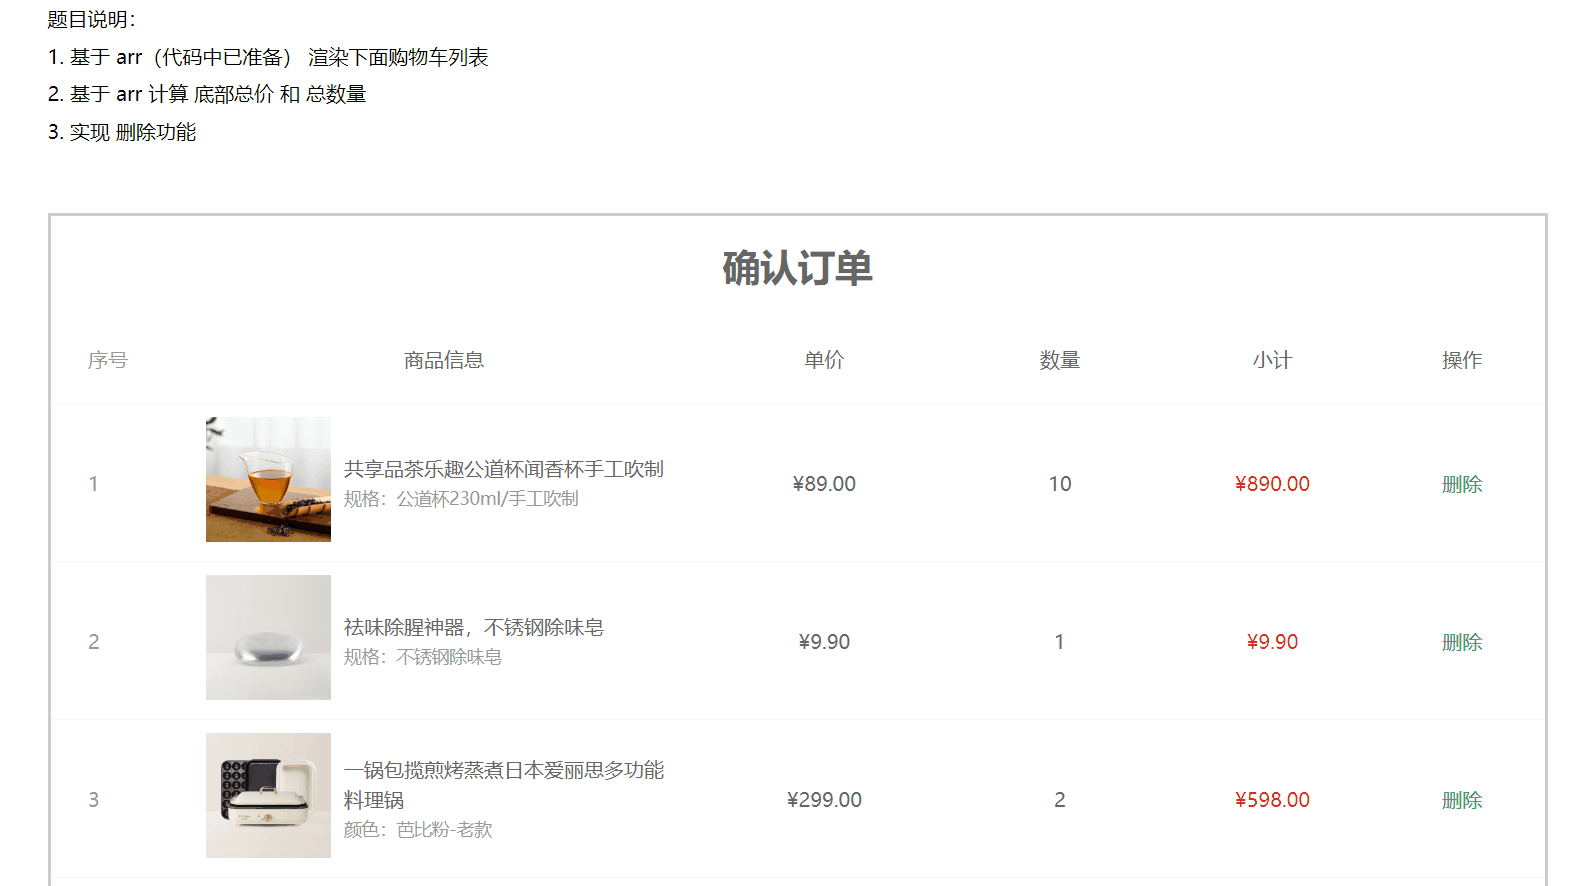 题目说明：
1. 基于 arr（代码中已准备） 渲染下面购物车列表
2. 基于 arr 计算 底部总价 和 总数量
3. 实现 删除功能
确认订单
序号 商品信息 单价 数量 小计 操作
共享品茶乐趣公道杯闻香杯手工吹制
1 ¥89.00 10 ¥890.00 删除
规格：公道杯230ml/手工吹制
祛味除腥神器，不锈钢除味皂
2 ¥9.90 1 ¥9.90 删除
规格：不锈钢除味皂
一锅包揽煎烤蒸煮日本爱丽思多功能
料理锅
3 ¥299.00 2 ¥598.00 删除
颜色：芭比粉-老款